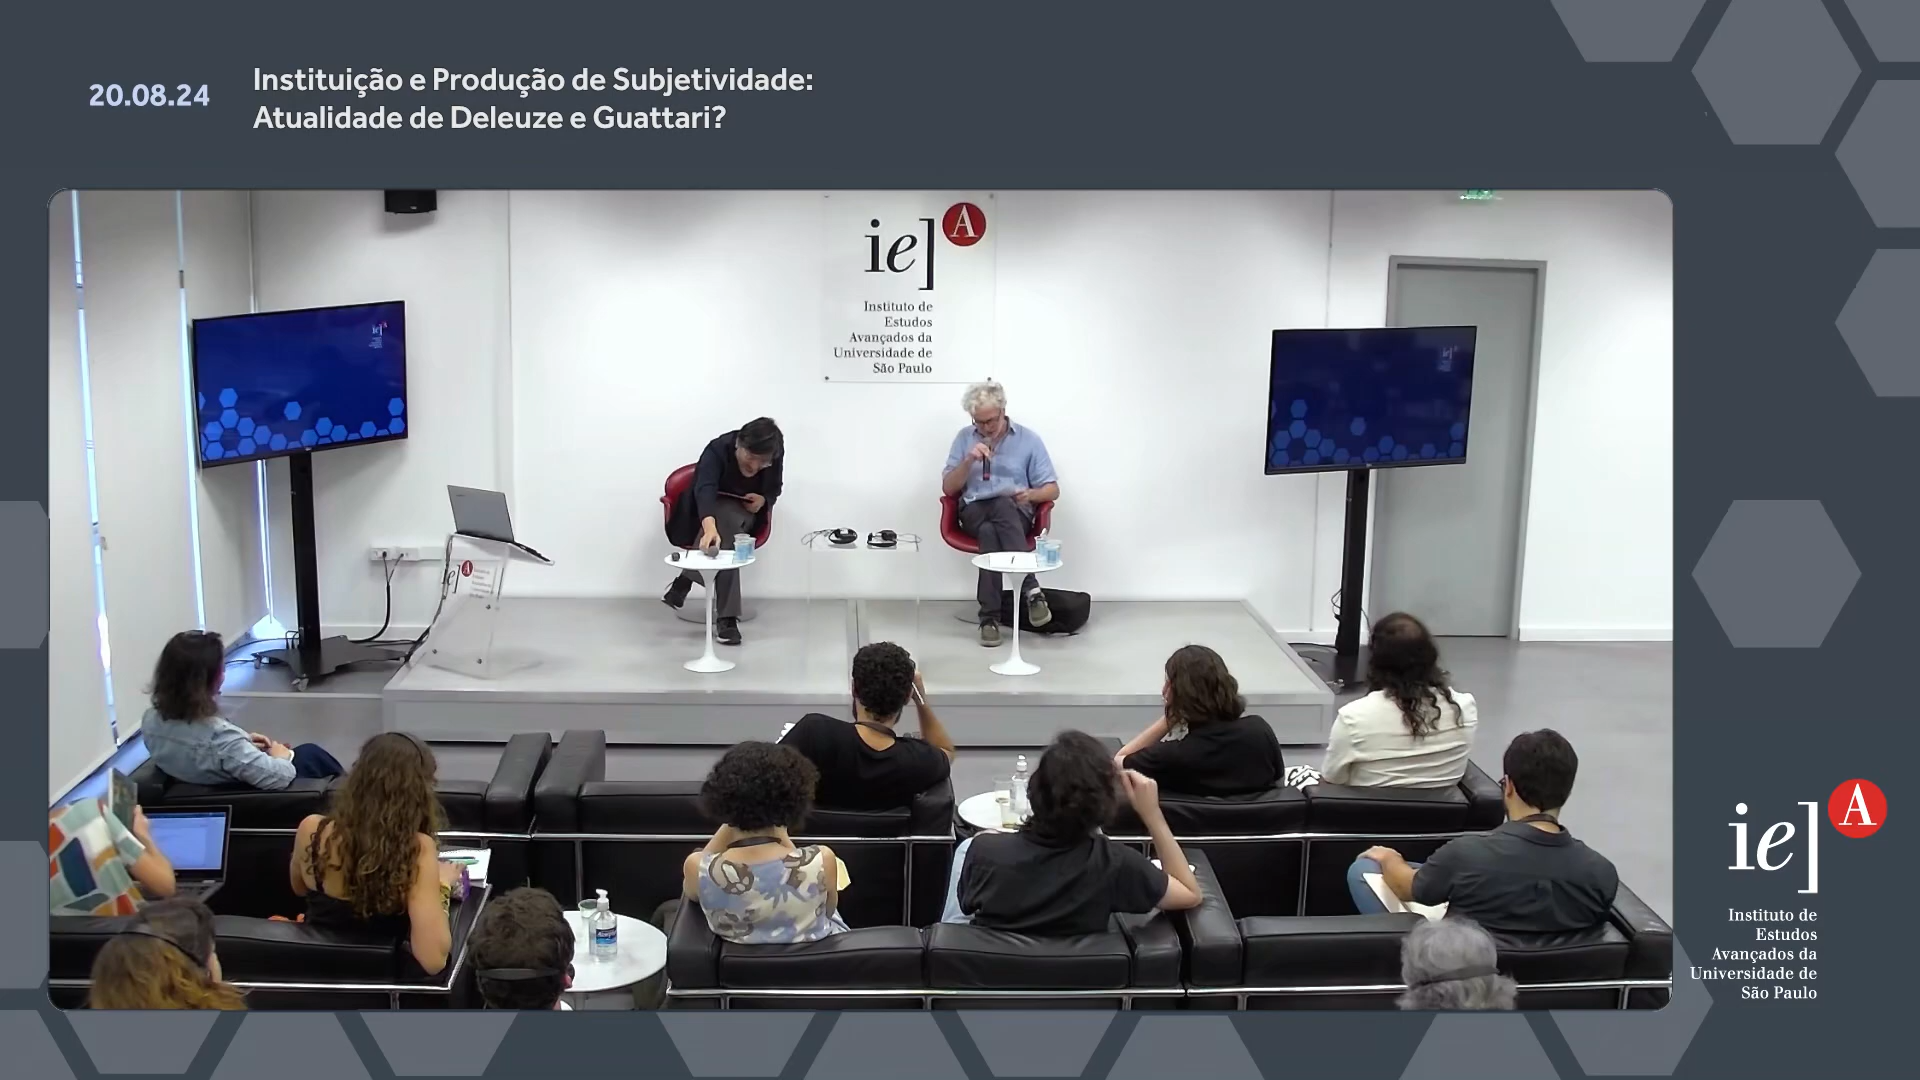 20.08.24
Instituição e Produção de Subjetividade:
Atualidade de Deleuze e Guattari?
ie] A
Instituto de
Estudos
Avançados da
Universidade de
São Paulo
ie] A
Instituto de
Estudos
Avançados da
Universidade de
São Paulo